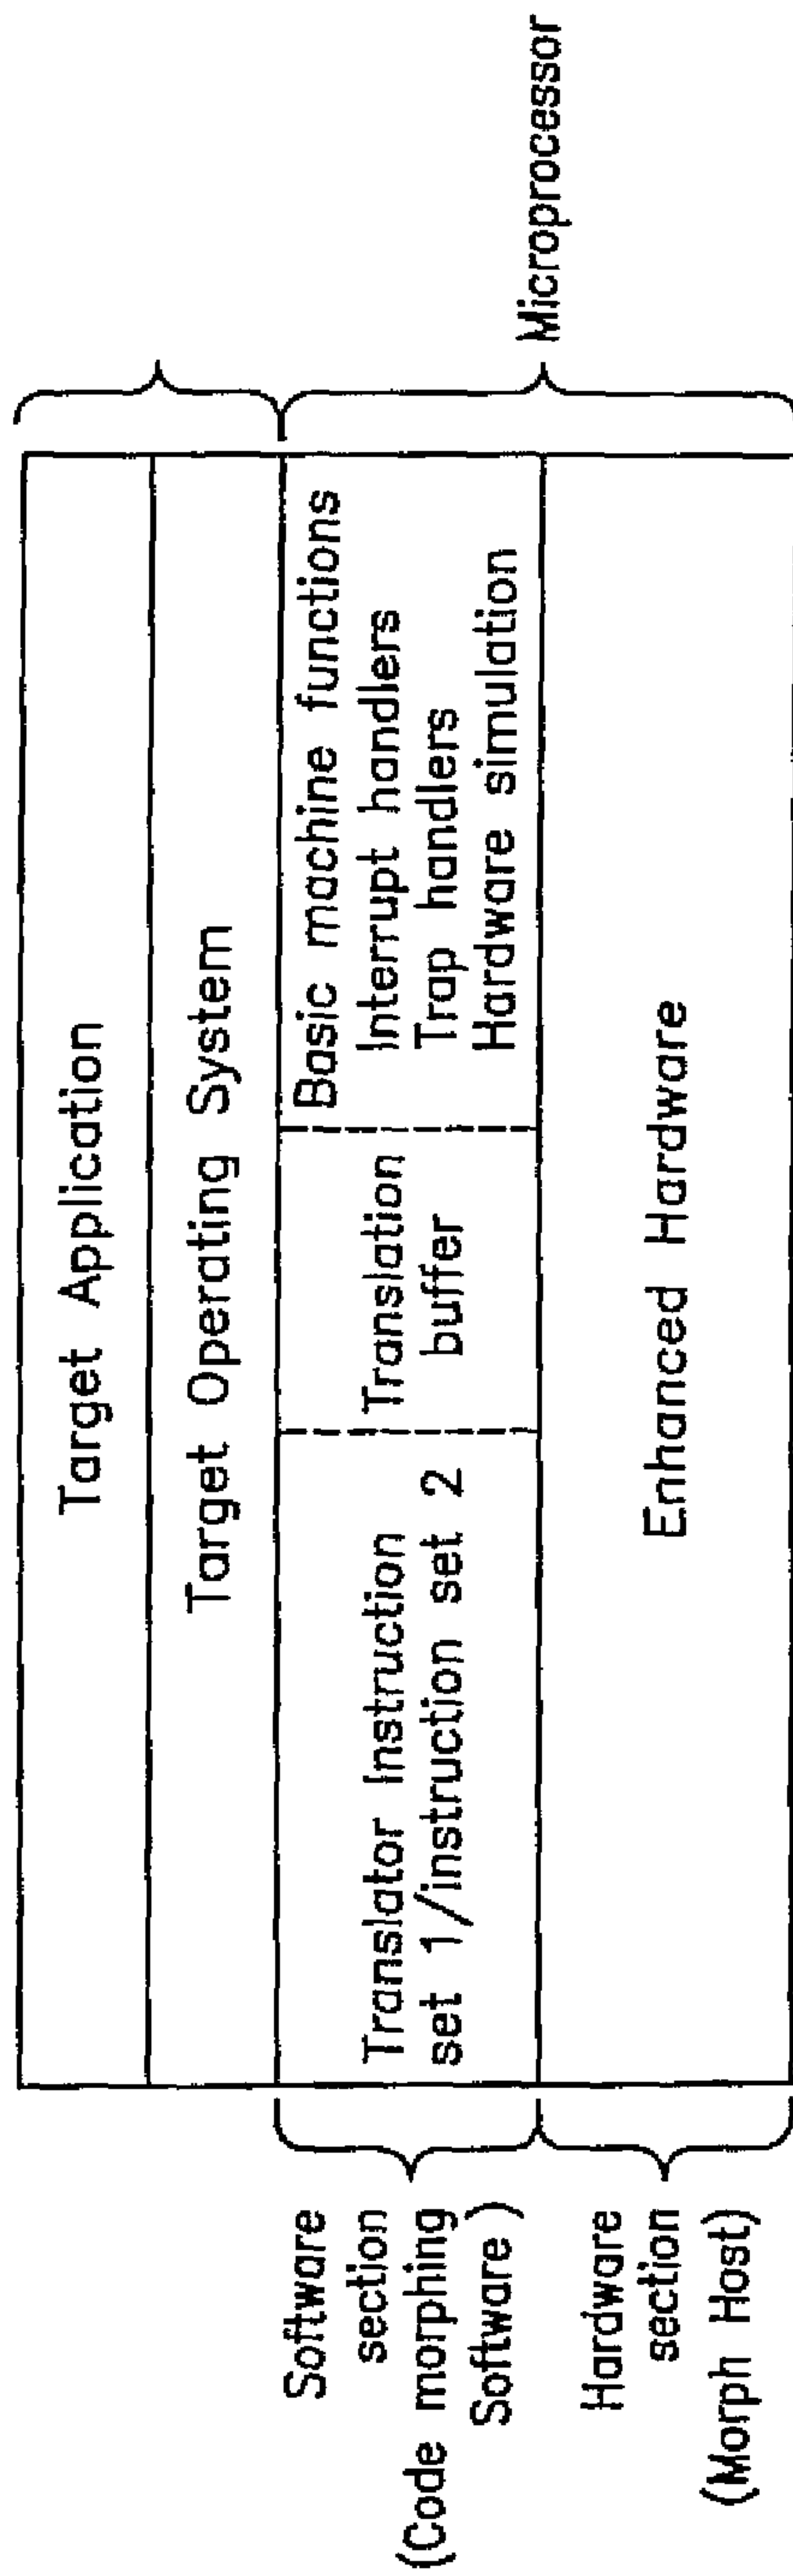 Target Application
Target Operating System
Software
section
(Code morphing
Software)
Translator Instruction
set 1/instruction set 2
Translation
buffer
Basic machine functions
Interrupt handlers
Trap handlers
Hardware simulation
Hardware
section
(Morph Host)
Enhanced Hardware
Microprocessor